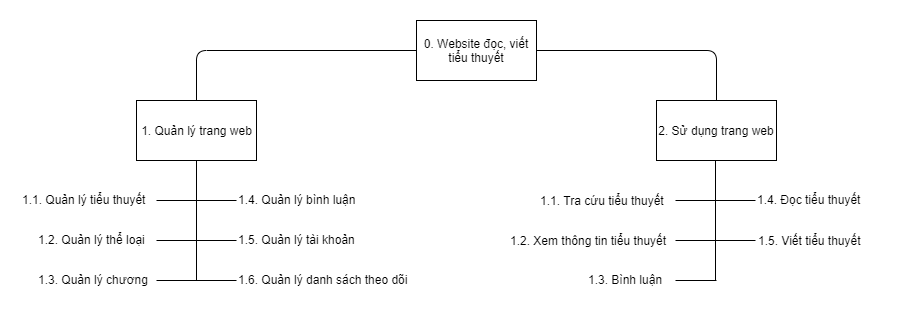 0. Website đọc, viết
tiểu thuyết
1. Quản lý trang web
2. Sử dụng trang web
1.1. Quản lý tiểu thuyết
1.4. Quản lý bình luận
1.2. Quản lý thể loại
1.5. Quản lý tài khoản
1.3. Quản lý chương
1.6. Quản lý danh sách theo dõi
1.1. Tra cứu tiểu thuyết
1.4. Đọc tiểu thuyết
1.2. Xem thông tin tiểu thuyết
1.5. Viết tiểu thuyết
1.3. Bình luận